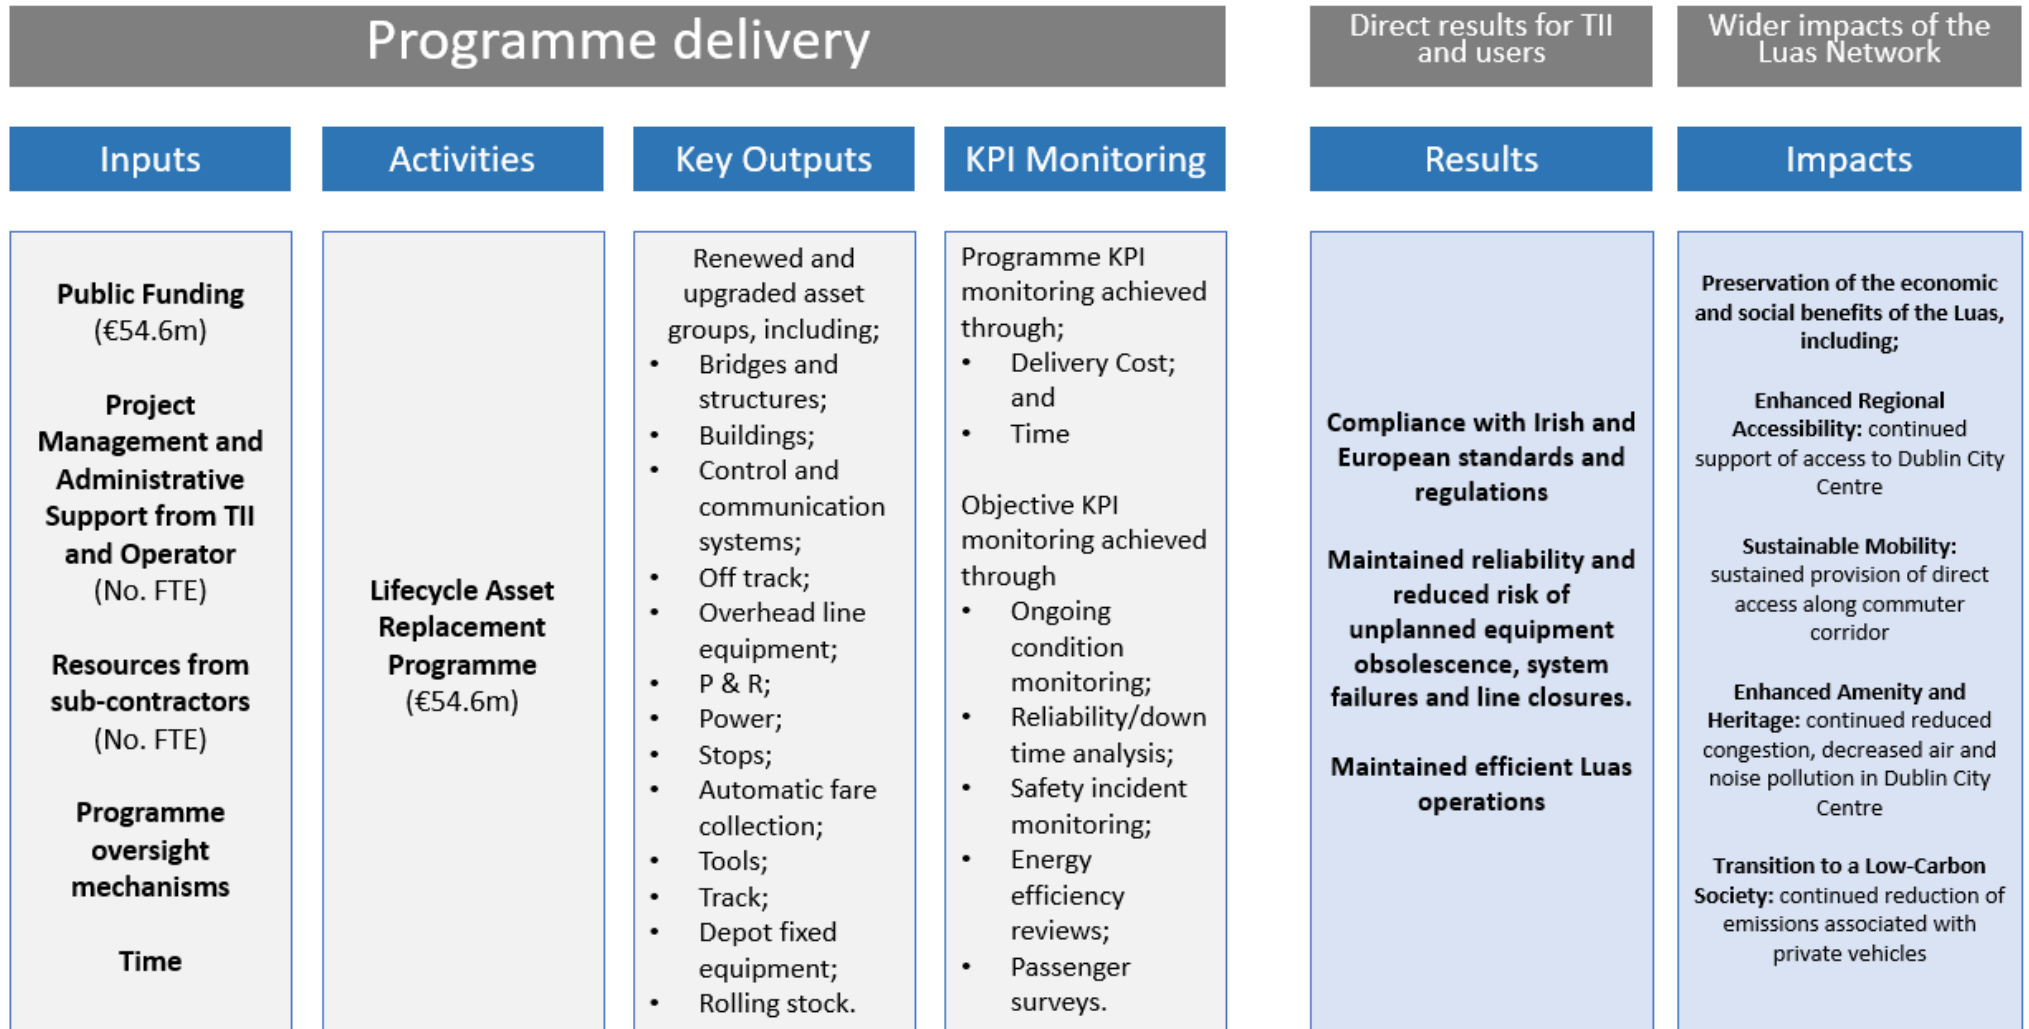 Programme delivery
Direct results for TII
and users
Wider impacts of the
Luas Network
Inputs
Activities
Key Outputs
KPI Monitoring
Results
Impacts
Public Funding
(€54.6m)
Project
Management and
Administrative
Support from TII
and Operator
(No. FTE)
Resources from
sub-contractors
(No. FTE)
Programme
oversight
mechanisms
Time
Lifecycle Asset
Replacement
Programme
(€54.6m)
Renewed and
upgraded asset
groups, including;
• Bridges and
structures;
• Buildings;
• Control and
communication
systems;
• Off track;
• Overhead line
equipment;
• P & R;
• Power;
• Stops;
• Automatic fare
collection;
• Tools;
• Track;
• Depot fixed
equipment;
• Rolling stock.
Programme KPI
monitoring achieved
through;
• Delivery Cost;
and
• Time
Objective KPI
monitoring achieved
through
• Ongoing
condition
monitoring;
• Reliability/down
time analysis;
• Safety incident
monitoring;
• Energy
efficiency
reviews;
• Passenger
surveys.
Compliance with Irish and
European standards and
regulations
Maintained reliability and
reduced risk of
unplanned equipment
obsolescence, system
failures and line closures.
Maintained efficient Luas
operations
Preservation of the economic
and social benefits of the Luas,
including;
Enhanced Regional
Accessibility: continued
support of access to Dublin City
Centre
Sustainable Mobility:
sustained provision of direct
access along commuter
corridor
Enhanced Amenity and
Heritage: continued reduced
congestion, decreased air and
noise pollution in Dublin City
Centre
Transition to a Low-Carbon
Society: continued reduction of
emissions associated with
private vehicles